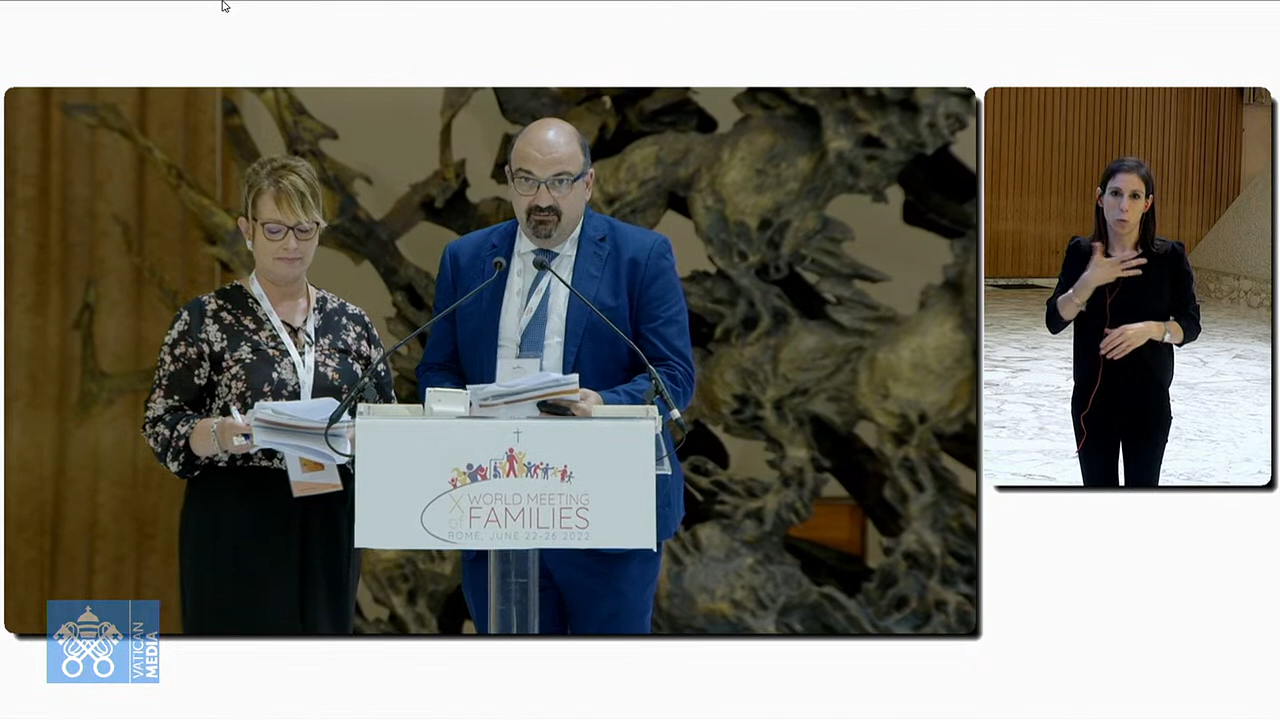 X WORLD MEETING
of FAMILIES
ROME, JUNE 22-26 2022
VATICAN
MEDIA